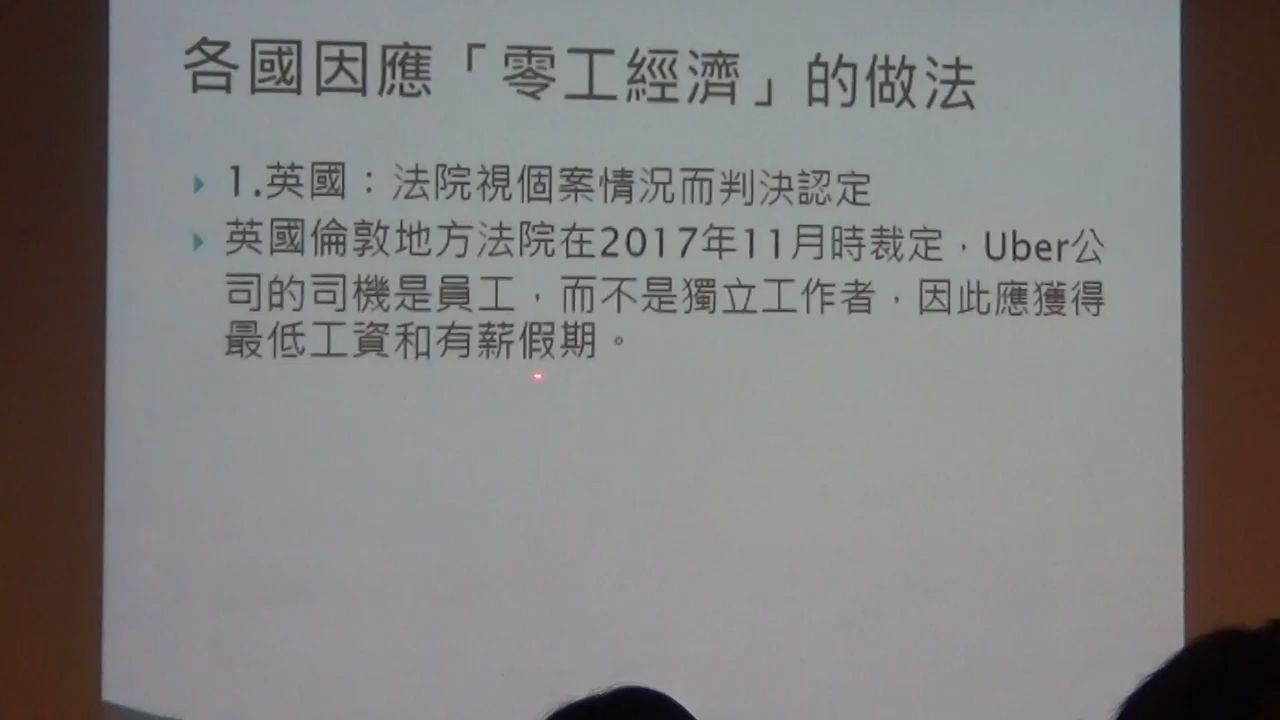 各國因應「零工經濟」的做法
1.英國：法院視個案情況而判決認定
英國倫敦地方法院在2017年11月時裁定，Uber公
司的司機是員工，而不是獨立工作者，因此應獲得
最低工資和有薪假期。